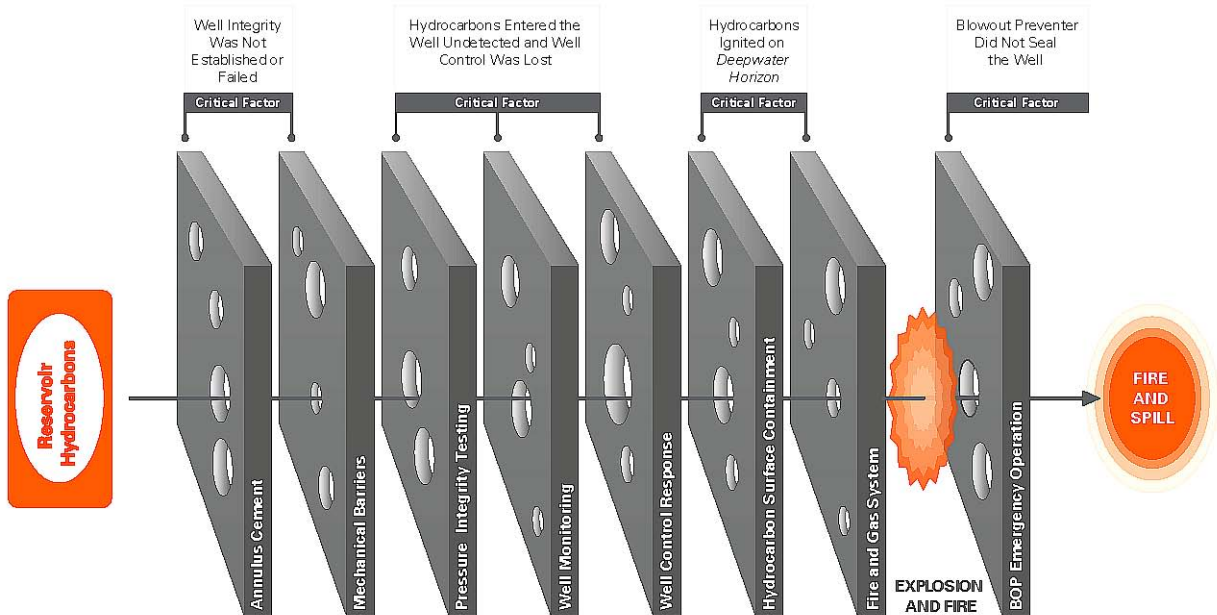 Well Integrity
Was Not
Established or
Failed
Critical Factor
Hydrocarbons Entered the
Well Undetected and Well
Control Was Lost
Critical Factor
Hydrocarbons
Ignited on
Deepwater
Horizon
Critical Factor
Blowout Preventer
Did Not Seal
the Well
Critical Factor
Reservoir
Hydrocarbons
Annulus Cement
Mechanical Barriers
Pressure Integrity Testing
Well Monitoring
Well Control Response
Hydrocarbon Surface Containment
Fire and Gas System
EXPLOSION
AND FIRE
BOP Emergency Operation
FIRE
AND
SPILL